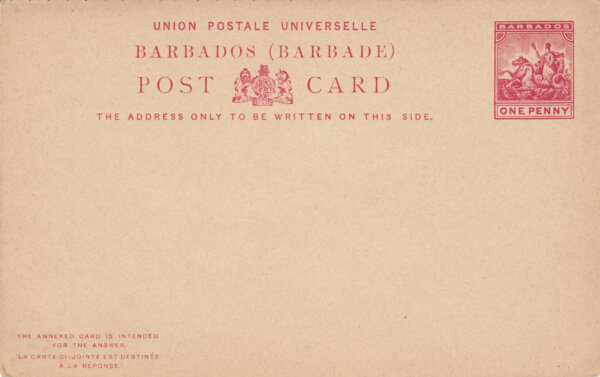 UNION POSTALE UNIVERSELLE
BARBADOS (BARBADE)
POST CARD
THE ADDRESS ONLY TO BE WRITTEN ON THIS SIDE.
BARBADOS
ONE PENNY
THE ANNEXED CARD IS INTENDED
FOR THE ANSWER.
(LA CARTE CI-JOINTE EST DESTINÉE
À LA RÉPONSE.)